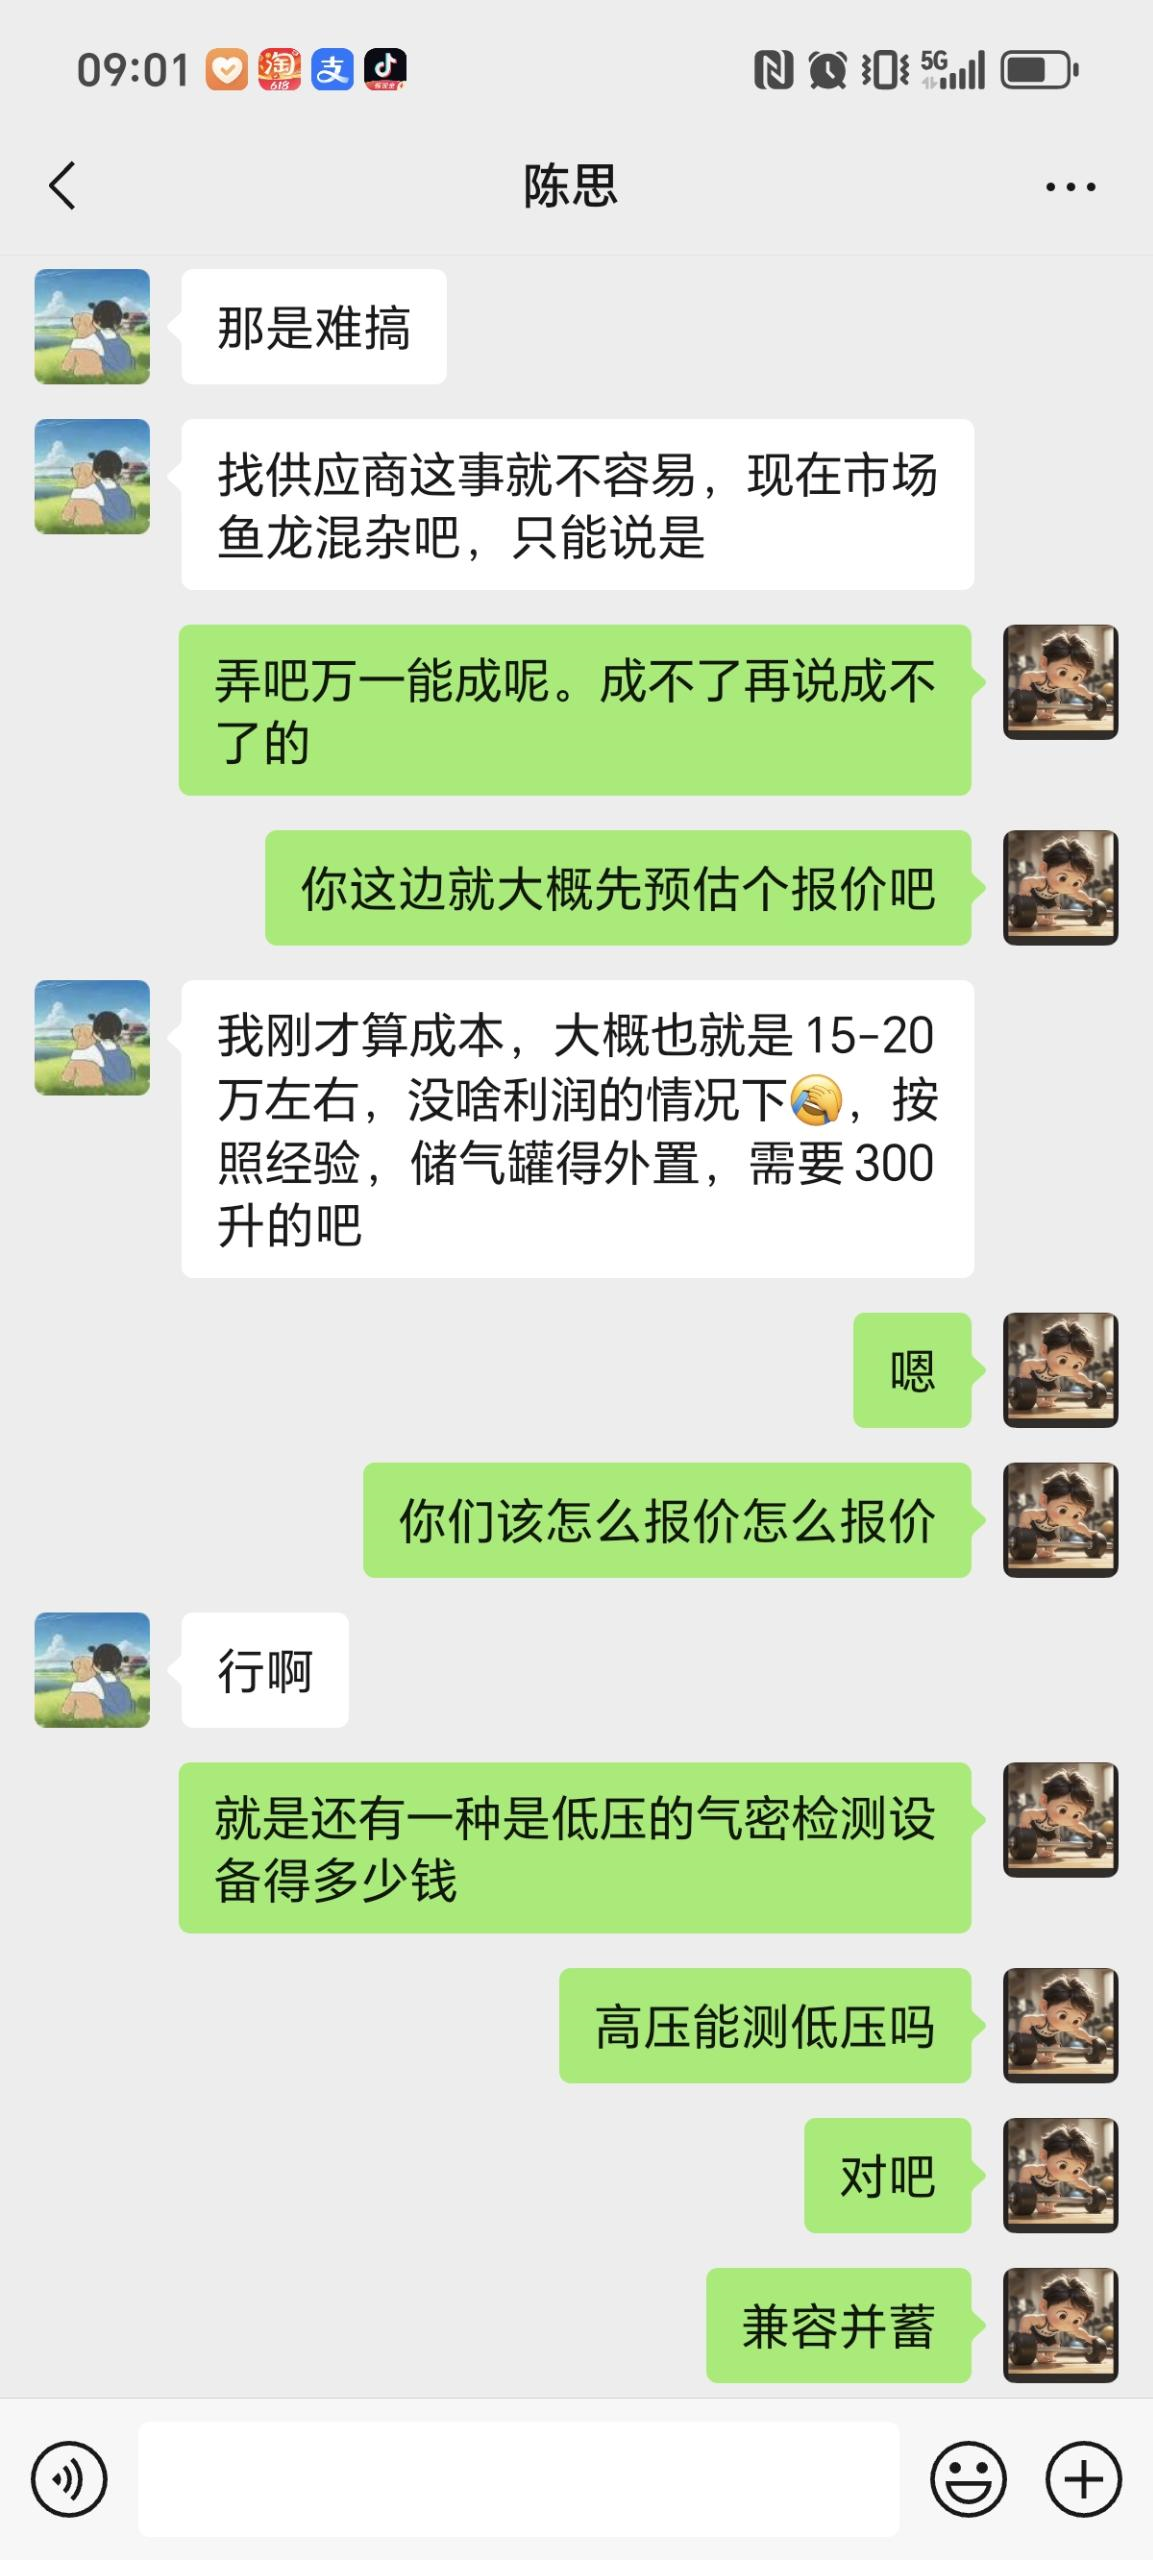 09:01
淘
618
支
5G
陈思
那是难搞
找供应商这事就不容易，现在市场
鱼龙混杂吧，只能说是
弄吧万一能成呢。成不了再说成不
了的
你这边就大概先预估个报价吧
我刚才算成本，大概也就是15-20
万左右，没啥利润的情况下🤦，按
照经验，储气罐得外置，需要300
升的吧
嗯
你们该怎么报价怎么报价
行啊
就是还有一种是低压的气密检测设
备得多少钱
高压能测低压吗
对吧
兼容并蓄